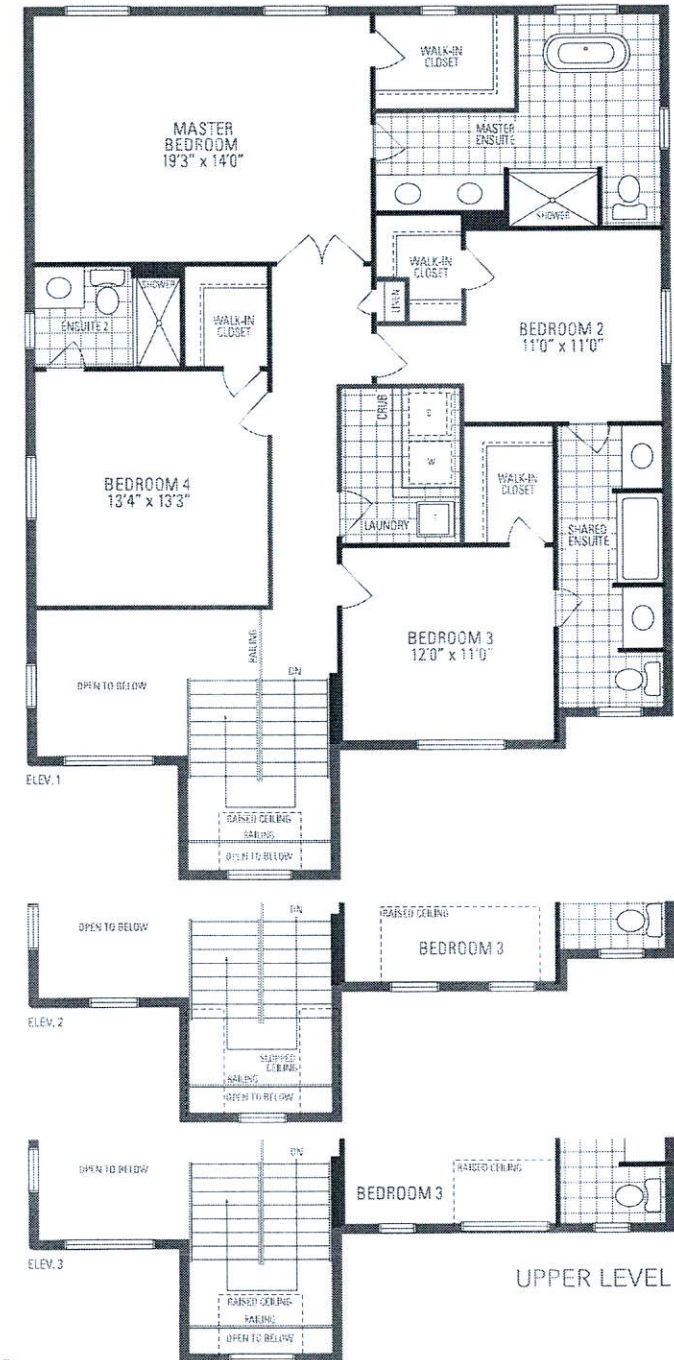 WALK-IN
CLOSET
MASTER
BEDROOM
19'3" x 14'0"
MASTER
ENSUITE
SHOWER
WALK-IN
CLOSET
LINEN
SHOWER
ENSUITE 2
WALK-IN
CLOSET
BEDROOM 2
11'0" x 11'0"
BEDROOM 4
13'4" x 13'3"
W
LAUNDRY
WALK-IN
CLOSET
SHARED
ENSUITE
BEDROOM 3
12'0" x 11'0"
RAILING
DN
OPEN TO BELOW
ELEV. 1
RAISED CEILING
RAILING
OPEN TO BELOW
OPEN TO BELOW
DN
RAISED CEILING
BEDROOM 3
ELEV. 2
SLOPPED
CEILING
RAILING
OPEN TO BELOW
OPEN TO BELOW
DN
RAISED CEILING
BEDROOM 3
ELEV. 3
RAISED CEILING
RAILING
OPEN TO BELOW
UPPER LEVEL